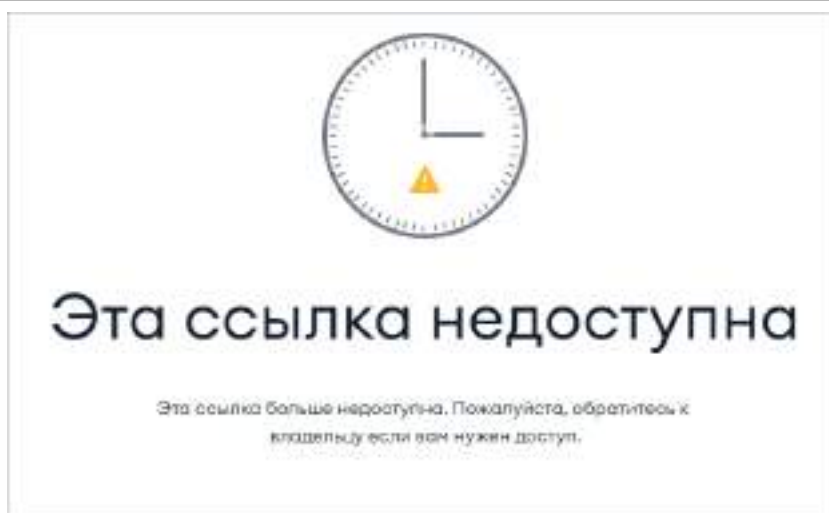 Эта ссылка недоступна
Эта ссылка больше недоступна. Пожалуйста, обратитесь к
владельцу если вам нужен доступ.